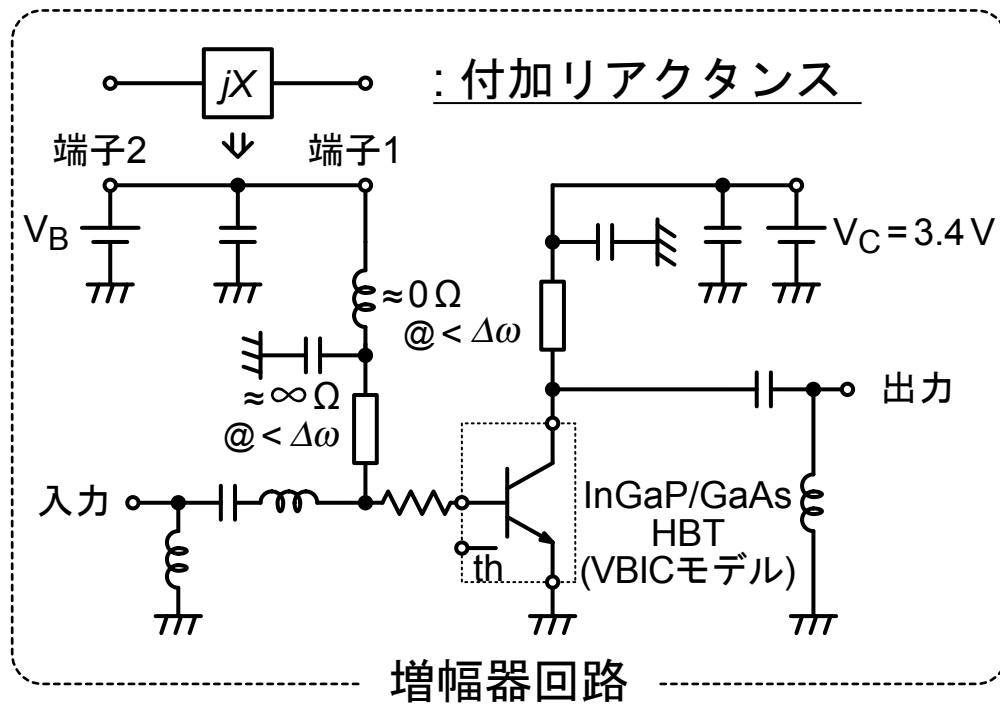 jX
: 付加リアクタンス
端子2
端子1
VB
VC = 3.4 V
≈0 Ω
@ < Δω
≈∞ Ω
@ < Δω
入力
出力
th
InGaP/GaAs
HBT
(VBICモデル)
増幅器回路